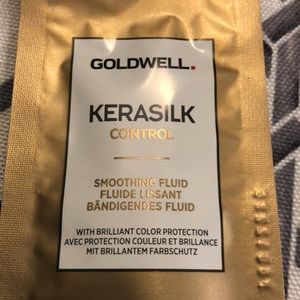 GOLDWELL.
KERASILK
CONTROL
SMOOTHING FLUID
FLUIDE LISSANT
BÄNDIGENDES FLUID
WITH BRILLIANT COLOR PROTECTION
AVEC PROTECTION COULEUR ET BRILLANCE
MIT BRILLANTEM FARBSCHUTZ